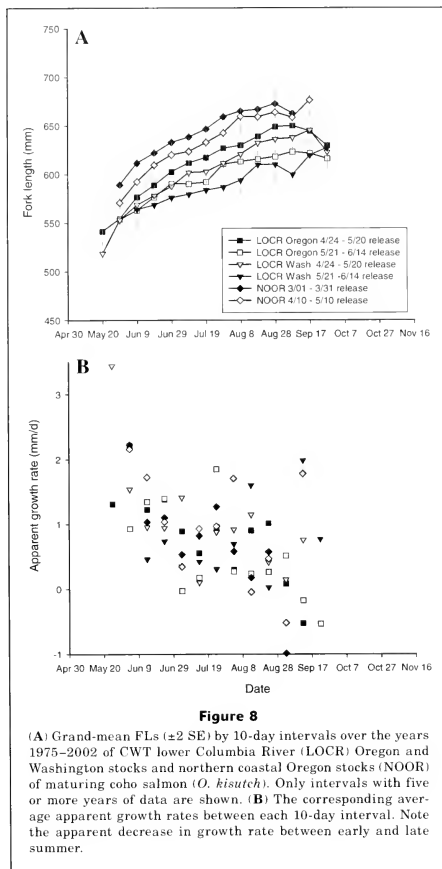 A
750
700
650
600
550
500
450
Fork length (mm)
LOCR Oregon 4/24 - 5/20 release
LOCR Oregon 5/21 - 6/14 release
LOCR Wash 4/24 - 5/20 release
LOCR Wash 5/21 -6/14 release
NOOR 3/01 - 3/31 release
NOOR 4/10 - 5/10 release
Apr 30 May 20 Jun 9 Jun 29 Jul 19 Aug 8 Aug 28 Sep 17 Oct 7 Oct 27 Nov 16
B
4
3
2
1
0
-1
Apparent growth rate (mm/d)
Apr 30 May 20 Jun 9 Jun 29 Jul 19 Aug 8 Aug 28 Sep 17 Oct 7 Oct 27 Nov 16
Date
Figure 8
(A) Grand-mean FLs (±2 SE) by 10-day intervals over the years
1975–2002 of CWT lower Columbia River (LOCR) Oregon and
Washington stocks and northern coastal Oregon stocks (NOOR)
of maturing coho salmon (O. kisutch). Only intervals with five
or more years of data are shown. (B) The corresponding aver-
age apparent growth rates between each 10-day interval. Note
the apparent decrease in growth rate between early and late
summer.